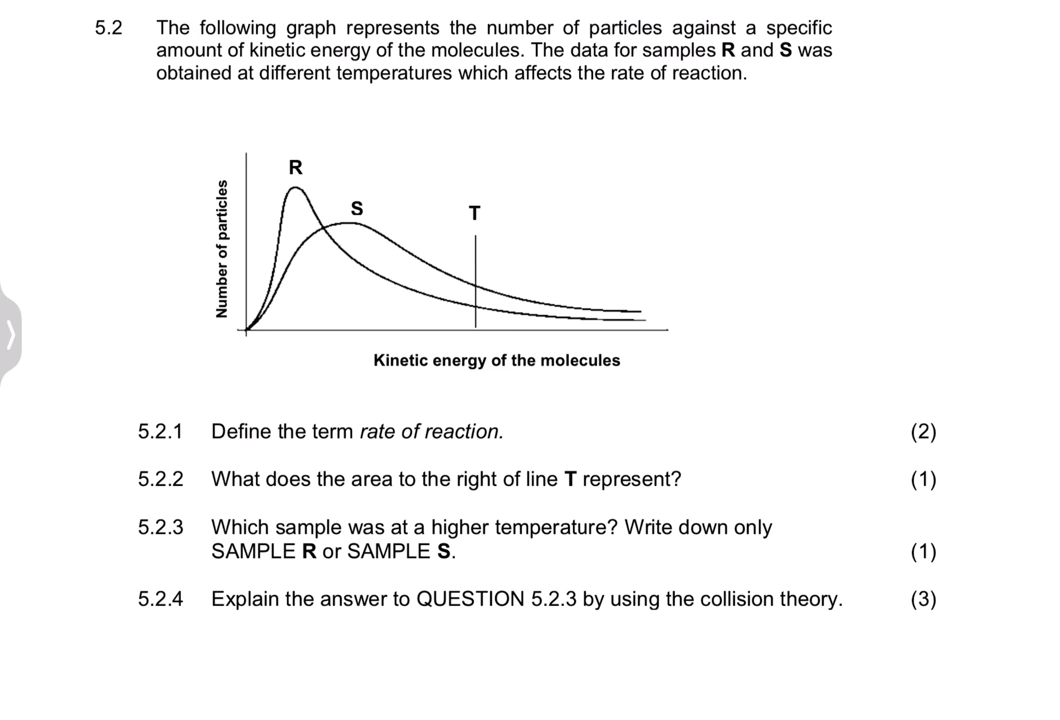 5.2 The following graph represents the number of particles against a specific
amount of kinetic energy of the molecules. The data for samples R and S was
obtained at different temperatures which affects the rate of reaction.
R
S
T
Number of particles
Kinetic energy of the molecules
5.2.1 Define the term rate of reaction. (2)
5.2.2 What does the area to the right of line T represent? (1)
5.2.3 Which sample was at a higher temperature? Write down only
SAMPLE R or SAMPLE S. (1)
5.2.4 Explain the answer to QUESTION 5.2.3 by using the collision theory. (3)